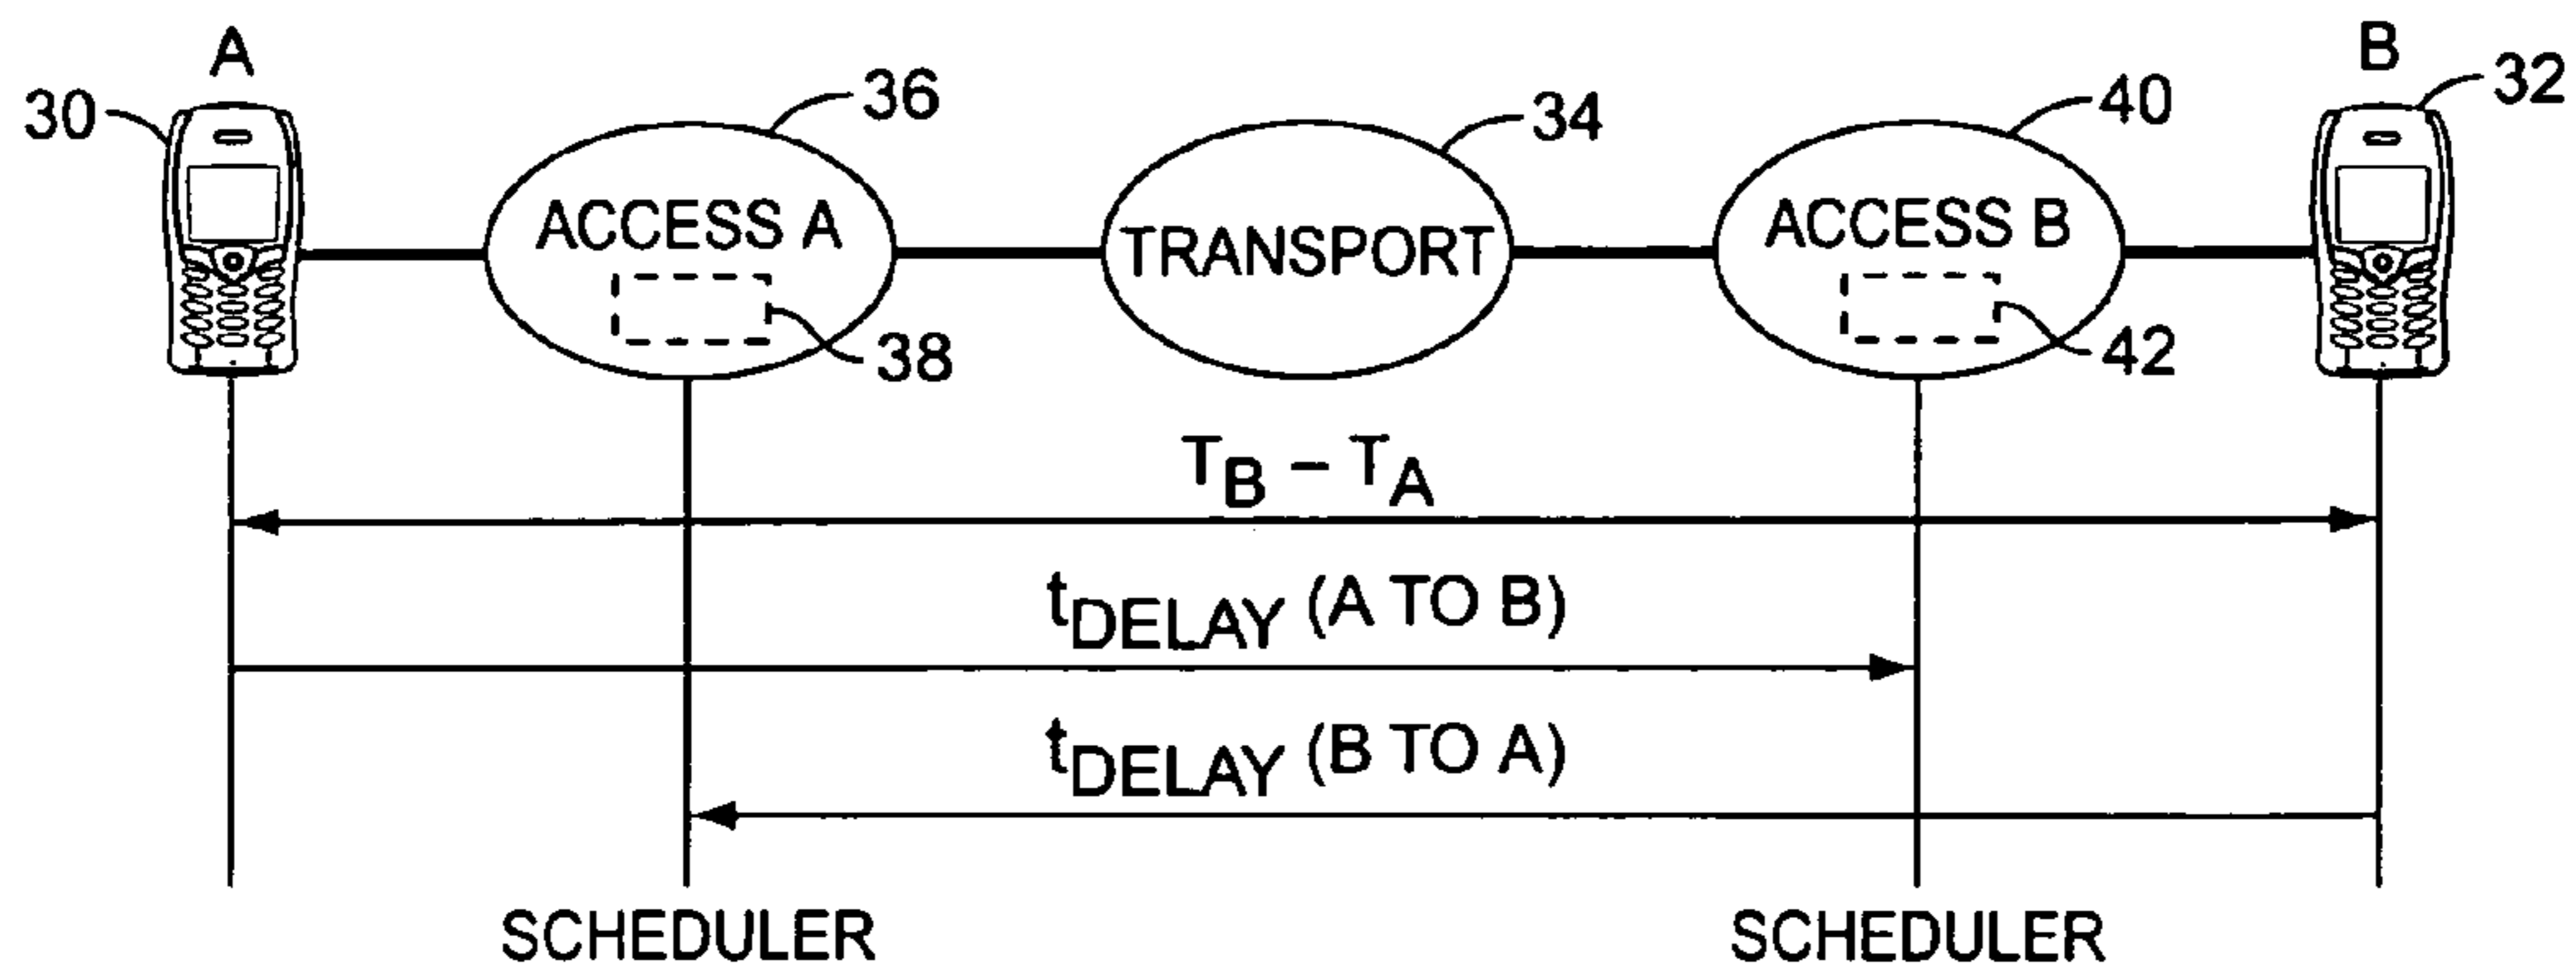 A
B
30
36
34
40
32
ACCESS A
TRANSPORT
ACCESS B
38
42
T_B – T_A
t_DELAY (A TO B)
t_DELAY (B TO A)
SCHEDULER
SCHEDULER